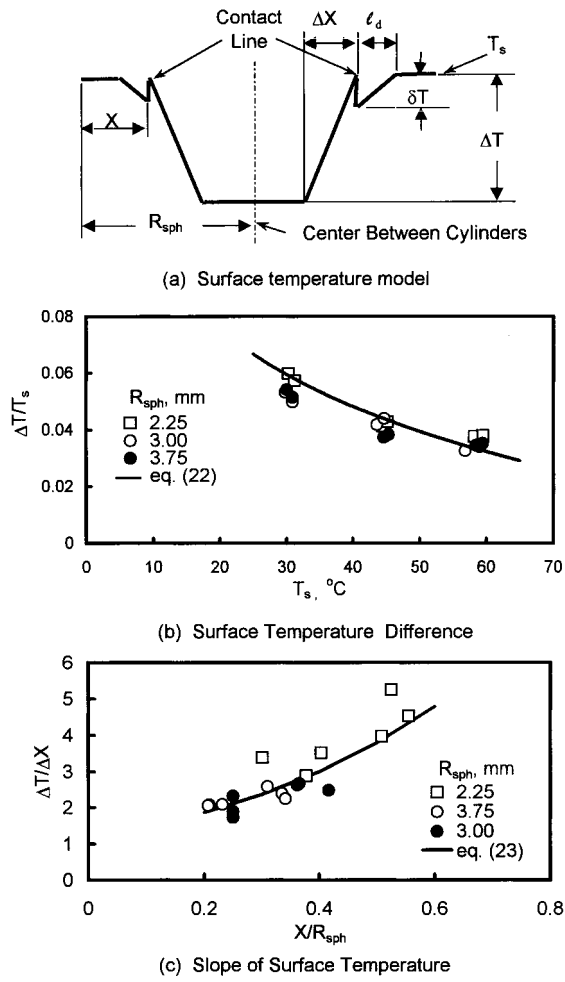 Contact
Line
ΔX
ℓd
Ts
δT
X
ΔT
Rsph
Center Between Cylinders
(a) Surface temperature model
0.08
0.06
0.04
0.02
0
ΔT/Ts
Rsph, mm
2.25
3.00
3.75
eq. (22)
0 10 20 30 40 50 60 70
Ts, °C
(b) Surface Temperature Difference
6
5
4
3
2
1
0
ΔT/ΔX
Rsph, mm
2.25
3.75
3.00
eq. (23)
0 0.2 0.4 0.6 0.8
X/Rsph
(c) Slope of Surface Temperature